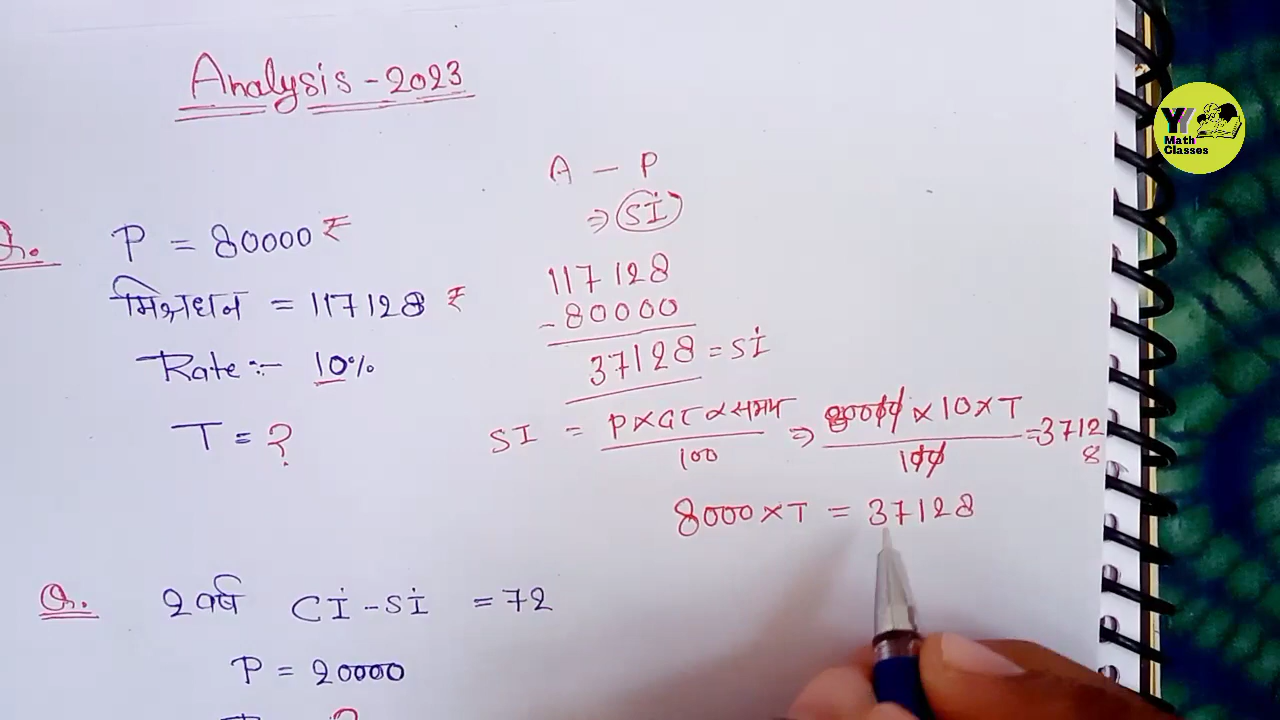 Analysis - 2023
YY
Math
Classes
A - P
⇒ SI
P = 80000 ₹
मिश्रधन = 117128 ₹
Rate :- 10%
T = ?
117128
- 80000
37128 = SI
SI = P × दर × समय / 100 ⇒ 80000 × 10 × T / 100 = 37128
8000 × T = 37128
Q. 2 वर्ष CI - SI = 72
P = 20000
?